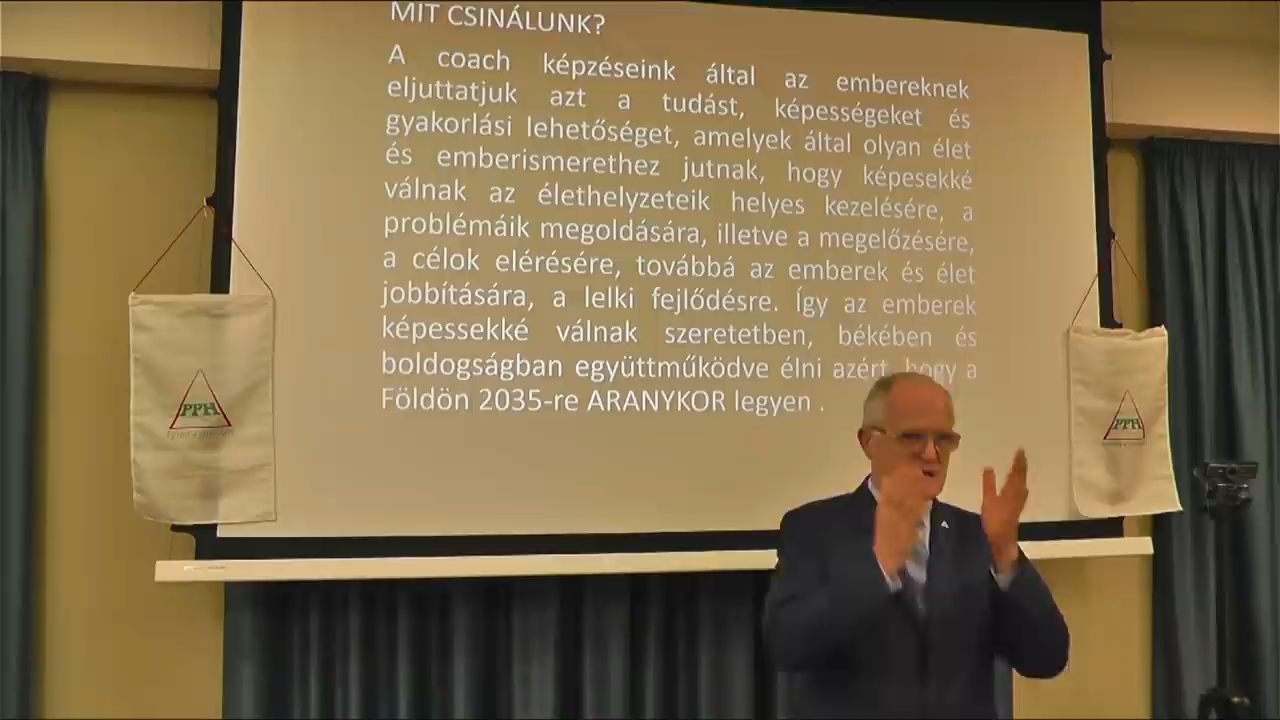 MIT CSINÁLUNK?
A coach képzéseink által az embereknek
eljuttatjuk azt a tudást, képességeket és
gyakorlási lehetőséget, amelyek által olyan élet
és emberismerethez jutnak, hogy képesekké
válnak az élethelyzeteik helyes kezelésére, a
problémáik megoldására, illetve a megelőzésére,
a célok elérésére, továbbá az emberek és élet
jobbítására, a lelki fejlődésre. Így az emberek
képessekké válnak szeretetben, békében és
boldogságban együttműködve élni azért, hogy a
Földön 2035-re ARANYKOR legyen .
PPH
PPH